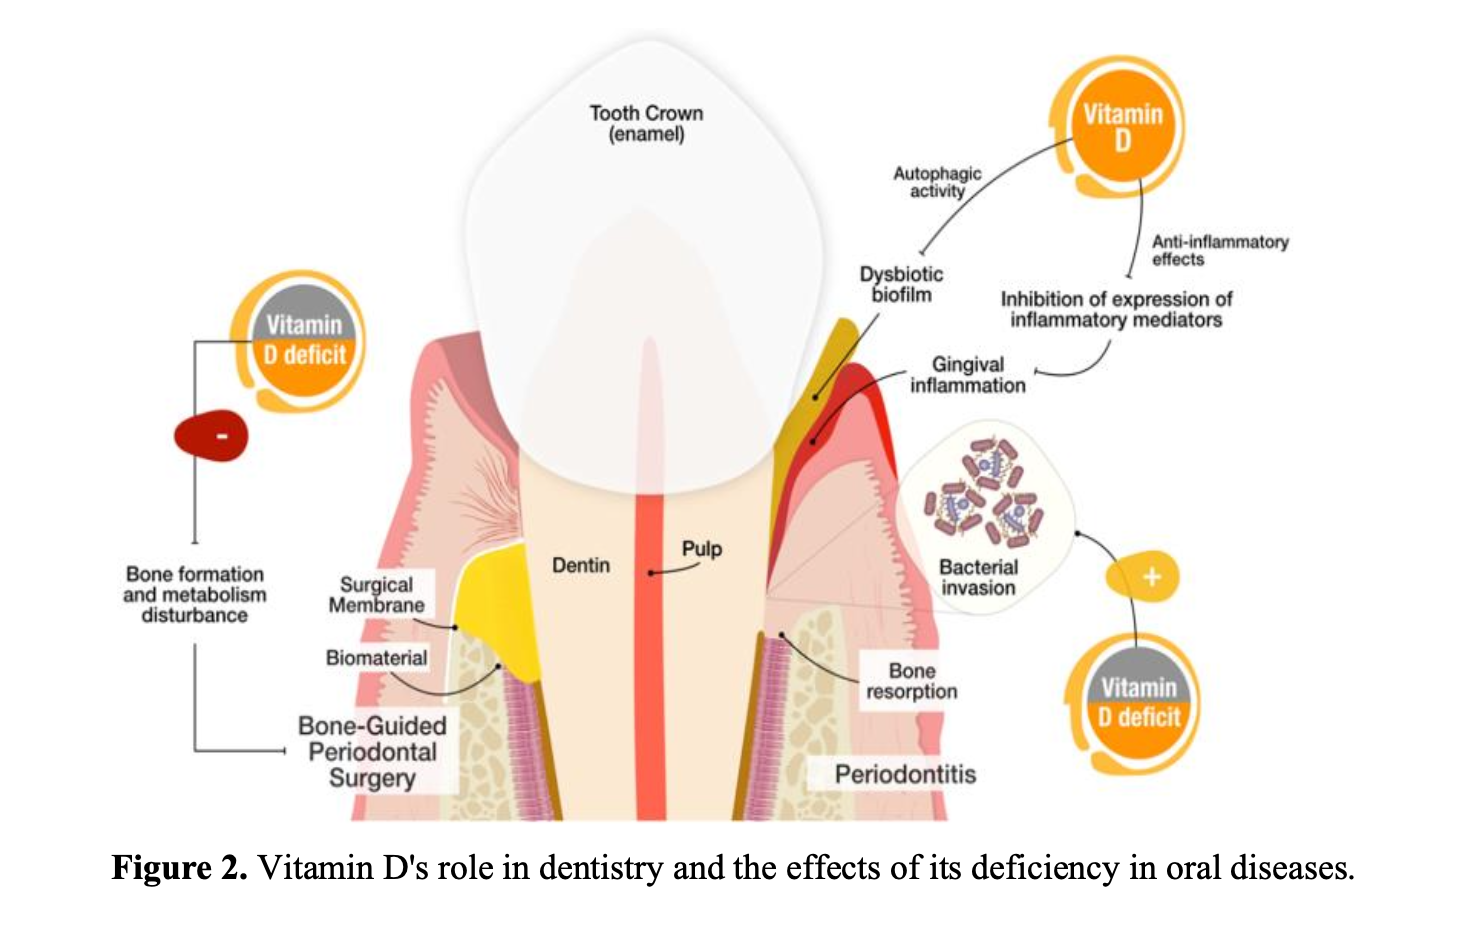 Tooth Crown
(enamel)
Vitamin
D
Autophagic
activity
Anti-inflammatory
effects
Dysbiotic
biofilm
Inhibition of expression of
inflammatory mediators
Gingival
inflammation
Vitamin
D deficit
-
Bone formation
and metabolism
disturbance
Surgical
Membrane
Biomaterial
Bone-Guided
Periodontal
Surgery
Dentin
Pulp
Bacterial
invasion
+
Bone
resorption
Vitamin
D deficit
Periodontitis
Figure 2. Vitamin D's role in dentistry and the effects of its deficiency in oral diseases.